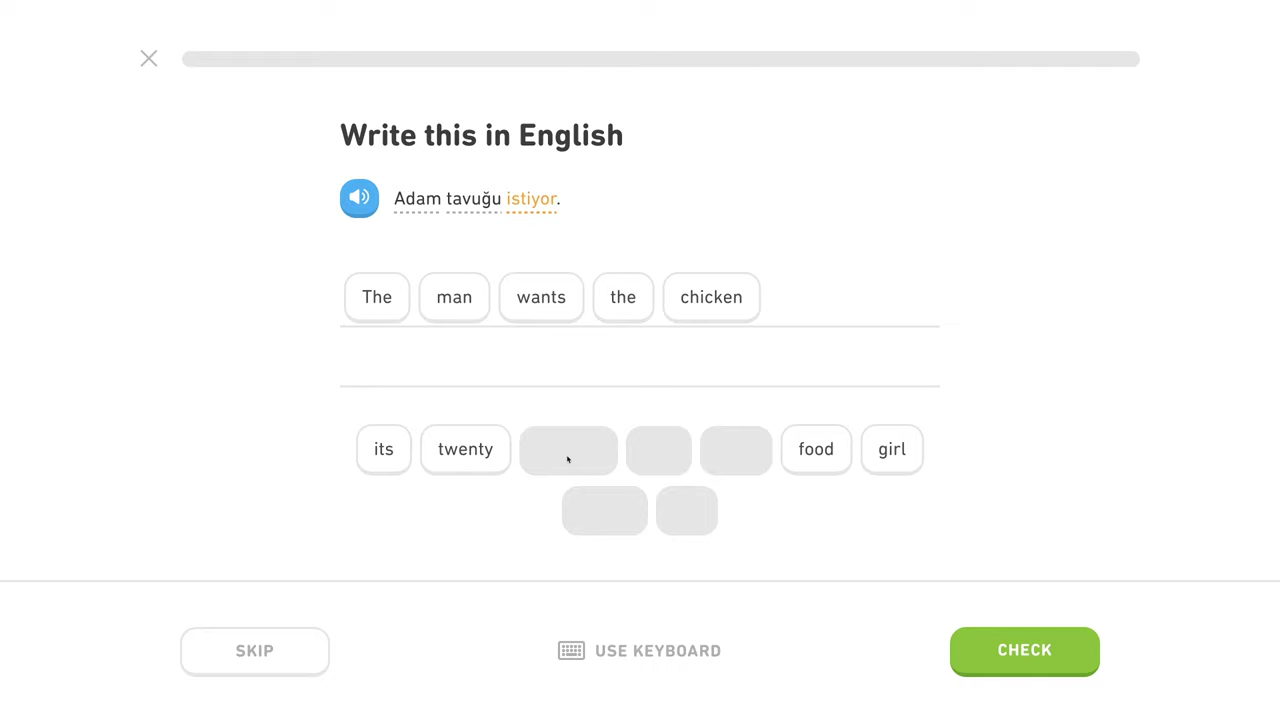 Write this in English
Adam tavuğu istiyor.
The man wants the chicken
its twenty food girl
SKIP USE KEYBOARD CHECK